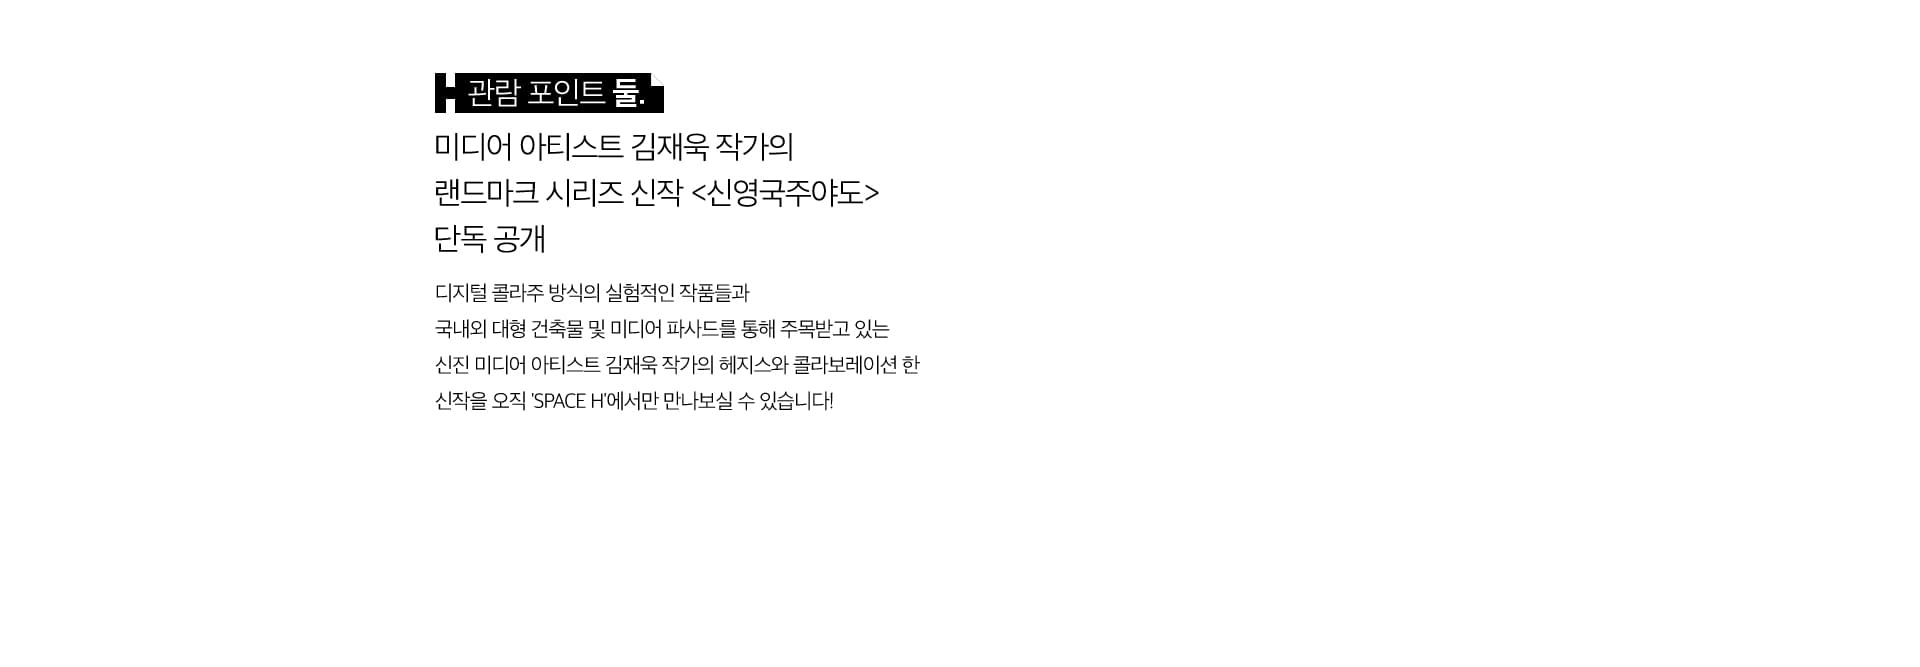 H 관람 포인트 둘.
미디어 아티스트 김재욱 작가의
랜드마크 시리즈 신작 <신영국주야도>
단독 공개
디지털 콜라주 방식의 실험적인 작품들과
국내외 대형 건축물 및 미디어 파사드를 통해 주목받고 있는
신진 미디어 아티스트 김재욱 작가의 헤지스와 콜라보레이션 한
신작을 오직 'SPACE H'에서만 만나보실 수 있습니다!